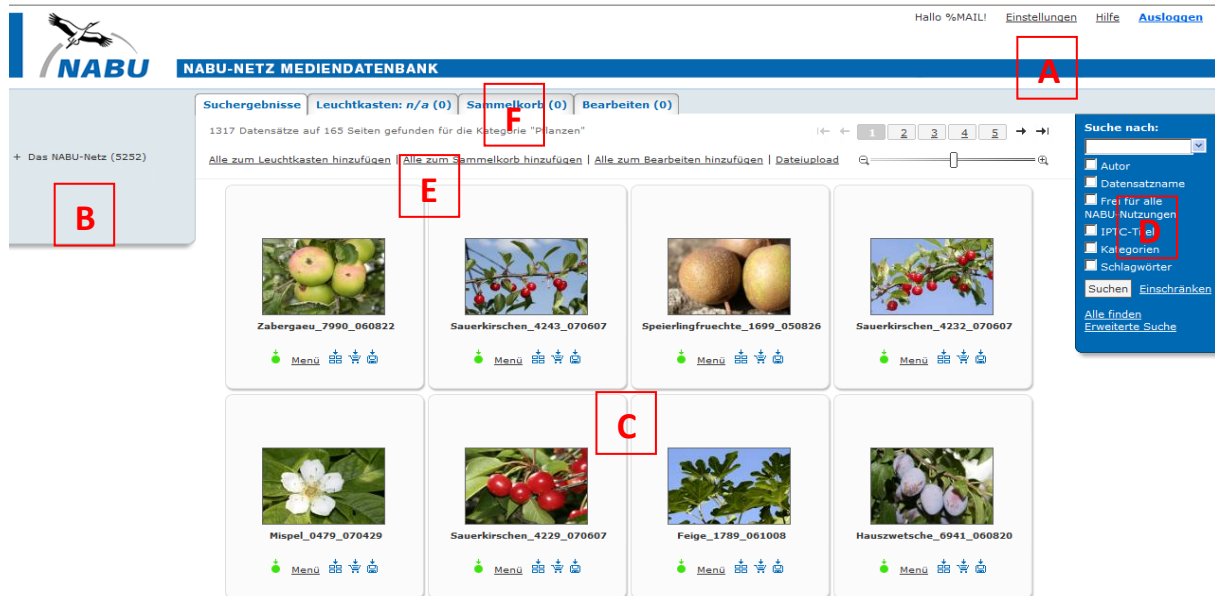 Hallo %MAIL! Einstellungen Hilfe Ausloggen
NABU
NABU-NETZ MEDIENDATENBANK
A
Suchergebnisse Leuchtkasten: n/a (0) Sammelkorb (0) Bearbeiten (0)
F
1317 Datensätze auf 165 Seiten gefunden für die Kategorie "Pflanzen"
1 2 3 4 5
+ Das NABU-Netz (5252)
B
Alle zum Leuchtkasten hinzufügen | Alle zum Sammelkorb hinzufügen | Alle zum Bearbeiten hinzufügen | Dateiupload
E
Suche nach:
Autor
Datensatzname
Frei für alle
NABU-Nutzungen
IPTC-Titel
Kategorien
Schlagwörter
D
Suchen Einschränken
Alle finden
Erweiterte Suche
Zabergaeu_7990_060822 Sauerkirschen_4243_070607 Speierlingfruechte_1699_050826 Sauerkirschen_4232_070607
Menü Menü Menü Menü
C
Mispel_0479_070429 Sauerkirschen_4229_070607 Feige_1789_061008 Hauszwetsche_6941_060820
Menü Menü Menü Menü